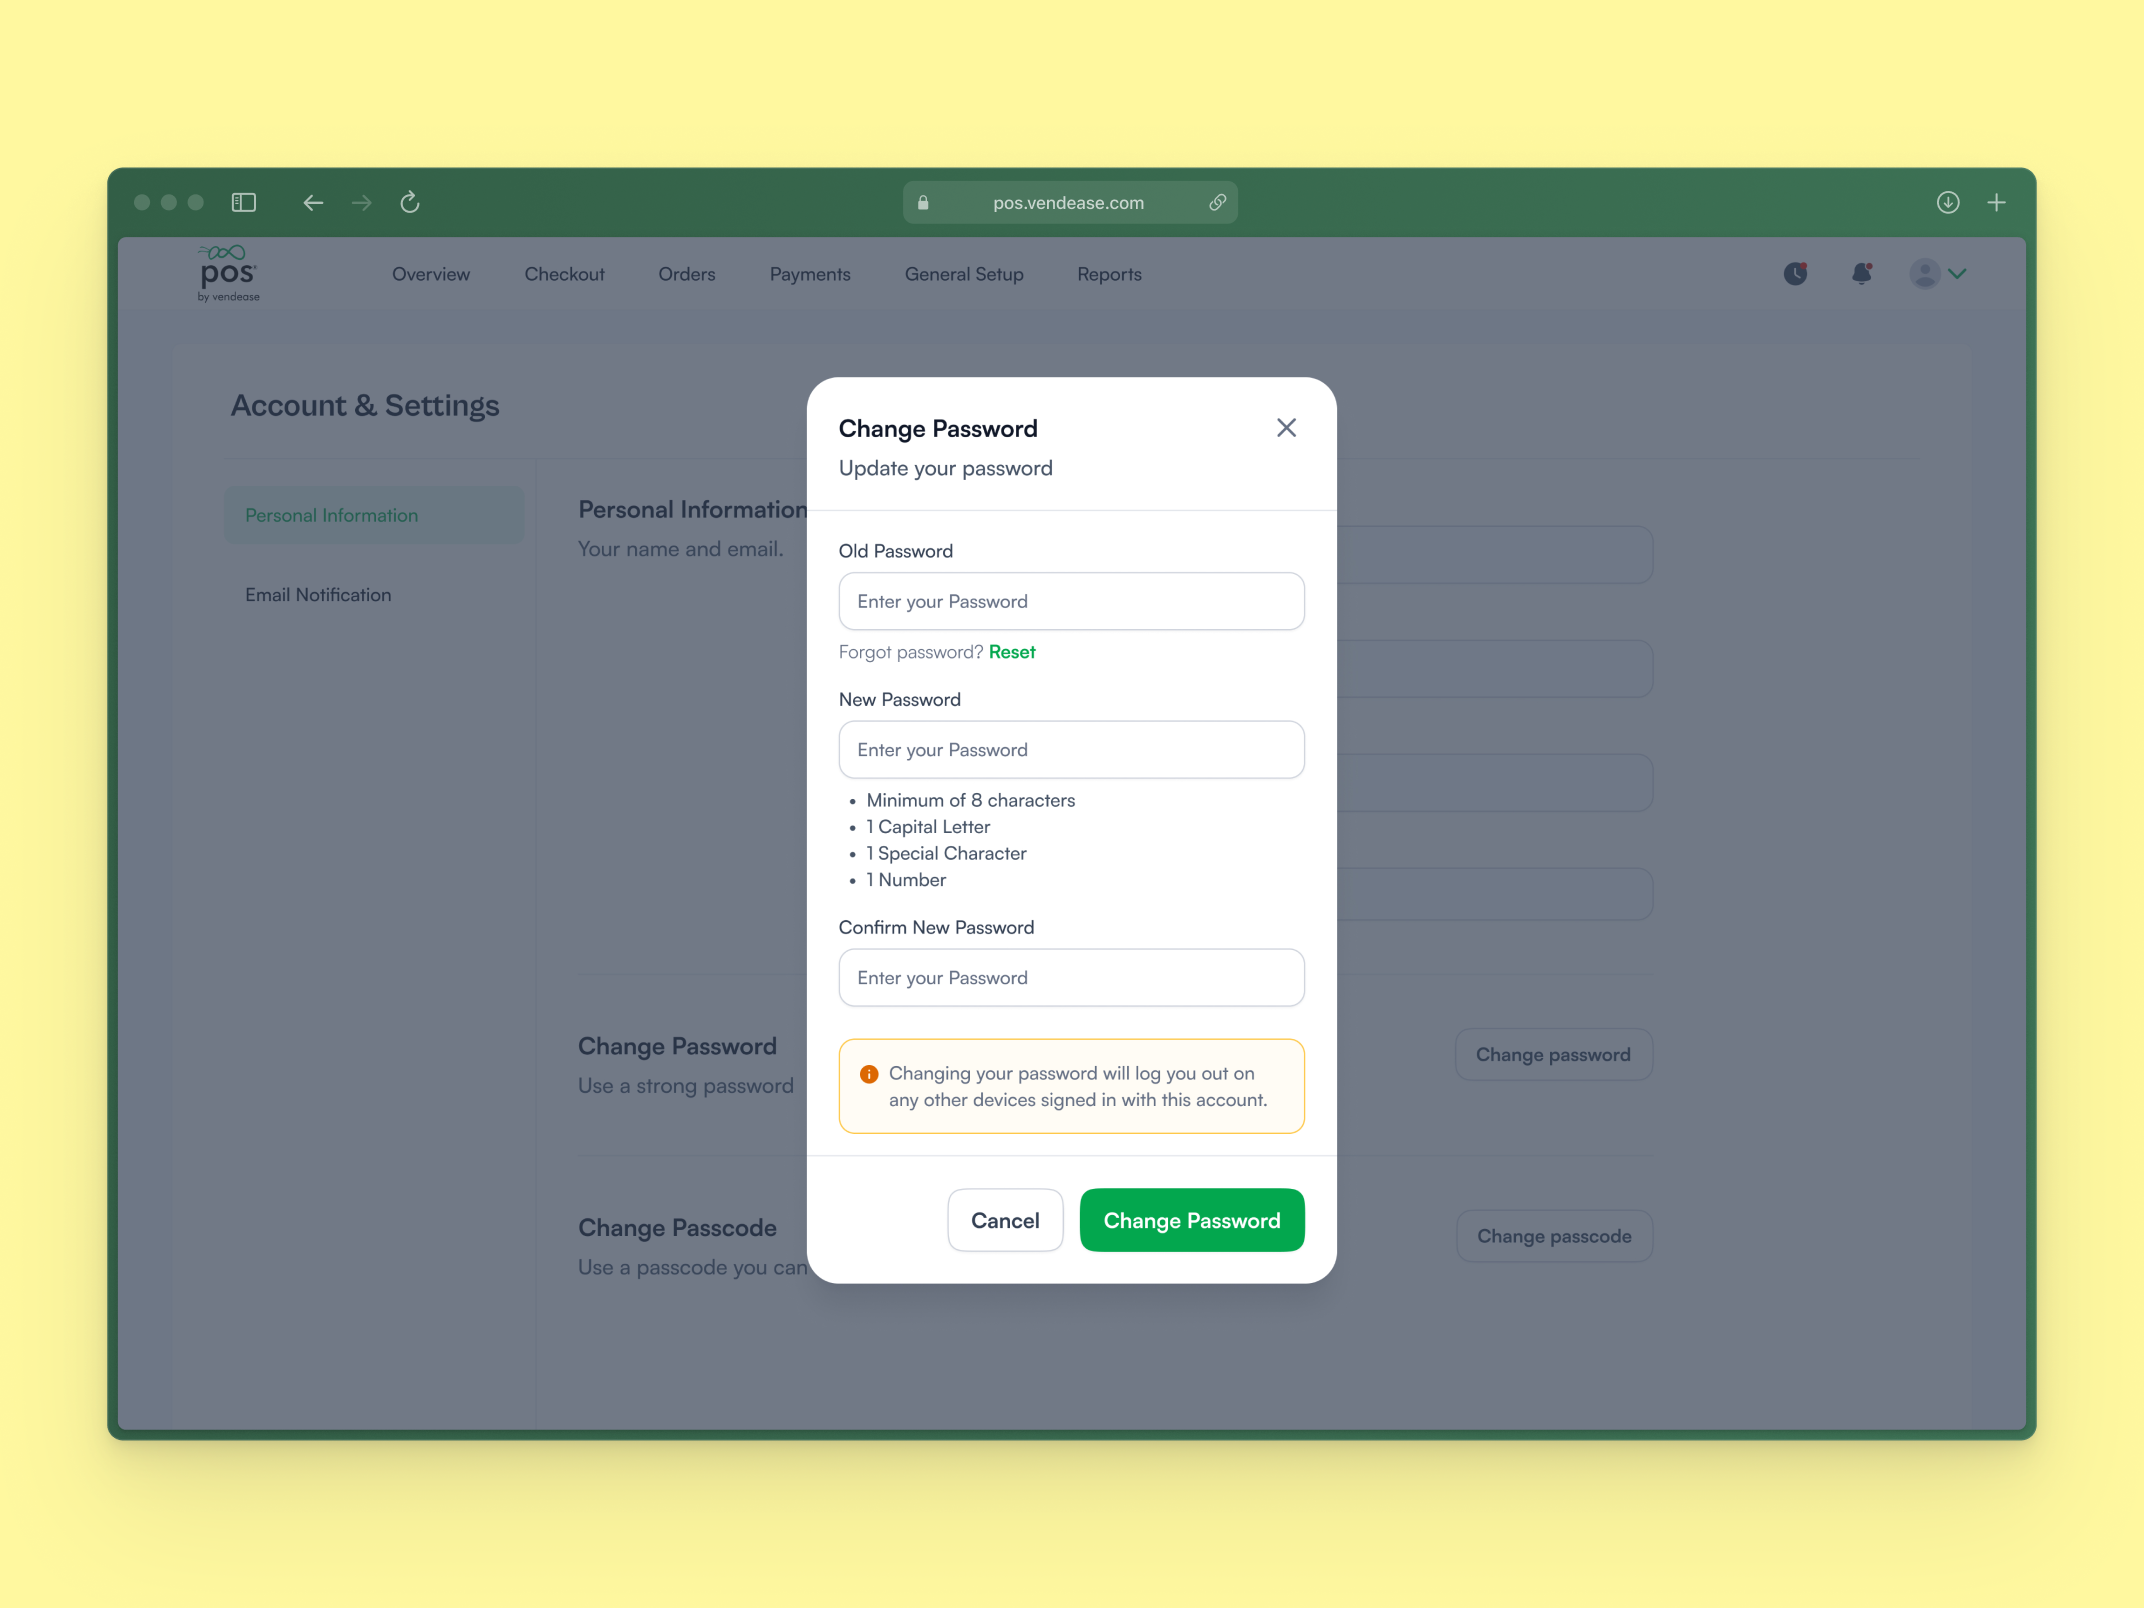 pos.vendease.com
pos
by vendease
Overview
Checkout
Orders
Payments
General Setup
Reports
Account & Settings
Personal Information
Email Notification
Personal Information
Your name and email.
Change Password
Use a strong password
Change password
Change Passcode
Use a passcode you can
Change passcode
Change Password
Update your password
Old Password
Enter your Password
Forgot password? Reset
New Password
Enter your Password
• Minimum of 8 characters
• 1 Capital Letter
• 1 Special Character
• 1 Number
Confirm New Password
Enter your Password
Changing your password will log you out on
any other devices signed in with this account.
Cancel
Change Password